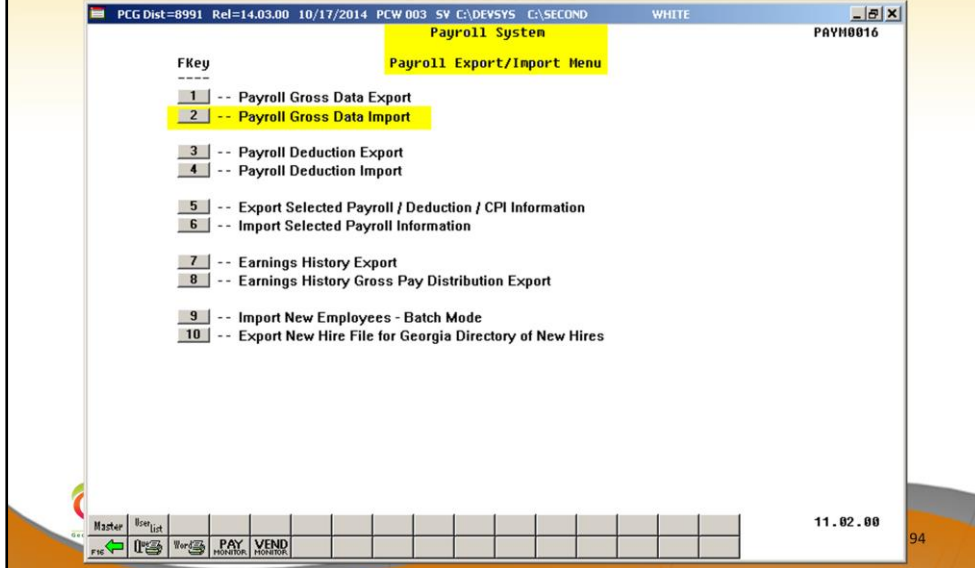 PCG Dist=8991 Rel=14.03.00 10/17/2014 PCW 003 SV C:\DEVSYS C:\SECOND WHITE
Payroll System PAYM0016
FKey Payroll Export/Import Menu
----
1 -- Payroll Gross Data Export
2 -- Payroll Gross Data Import
3 -- Payroll Deduction Export
4 -- Payroll Deduction Import
5 -- Export Selected Payroll / Deduction / CPI Information
6 -- Import Selected Payroll Information
7 -- Earnings History Export
8 -- Earnings History Gross Pay Distribution Export
9 -- Import New Employees - Batch Mode
10 -- Export New Hire File for Georgia Directory of New Hires
Master User List 11.02.00
F16 Word PAY MONITOR VEND MONITOR
94